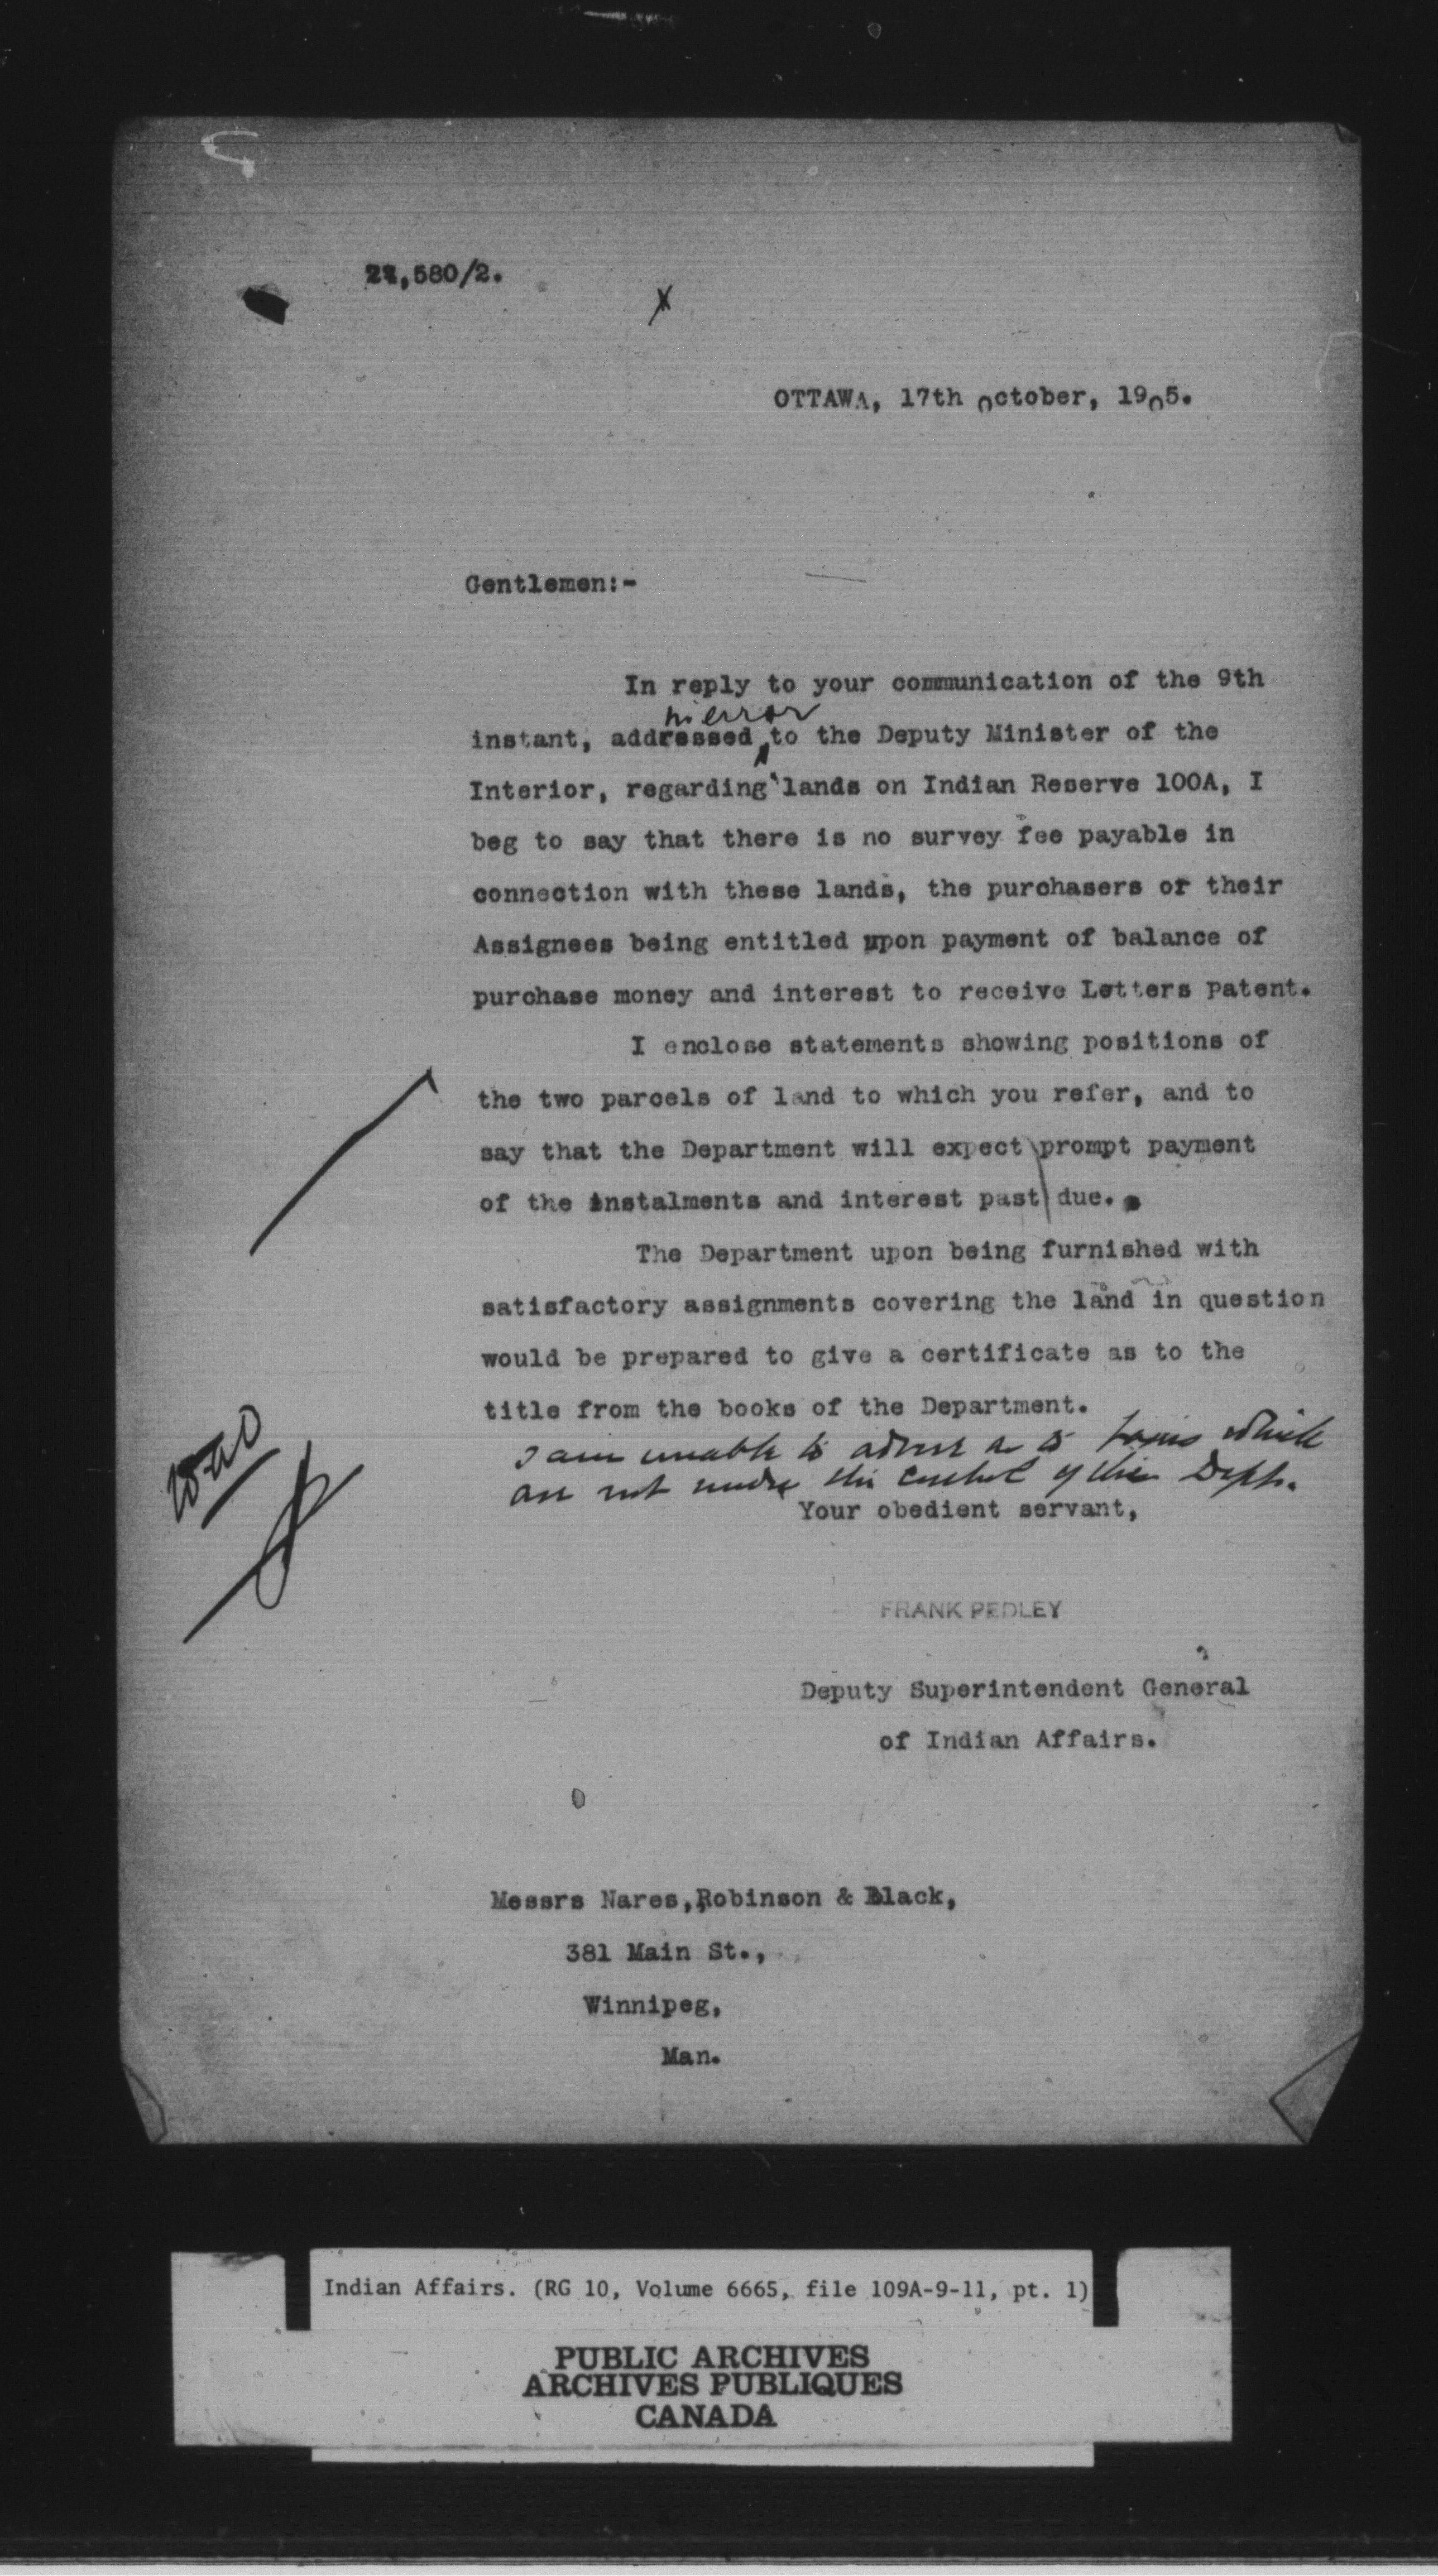 ,580/2.
OTTAWA, 17th October, 1905.
Gentlemen:-
In reply to your communication of the 9th
in error
instant, addressed to the Deputy Minister of the
Interior, regarding lands on Indian Reserve 100A, I
beg to say that there is no survey fee payable in
connection with these lands, the purchasers or their
Assignees being entitled upon payment of balance of
purchase money and interest to receive Letters patent.
I enclose statements showing positions of
the two parcels of land to which you refer, and to
say that the Department will expect prompt payment
of the instalments and interest past due.
The Department upon being furnished with
satisfactory assignments covering the land in question
would be prepared to give a certificate as to the
title from the books of the Department.
I am unable to advise as to taxes which
are not under the control of this Dept.
Your obedient servant,
FRANK PEDLEY
Deputy Superintendent General
of Indian Affairs.
Messrs Nares, Robinson & Black,
381 Main St.,
Winnipeg,
Man.
Indian Affairs. (RG 10, Volume 6665, file 109A-9-11, pt. 1)
PUBLIC ARCHIVES
ARCHIVES PUBLIQUES
CANADA